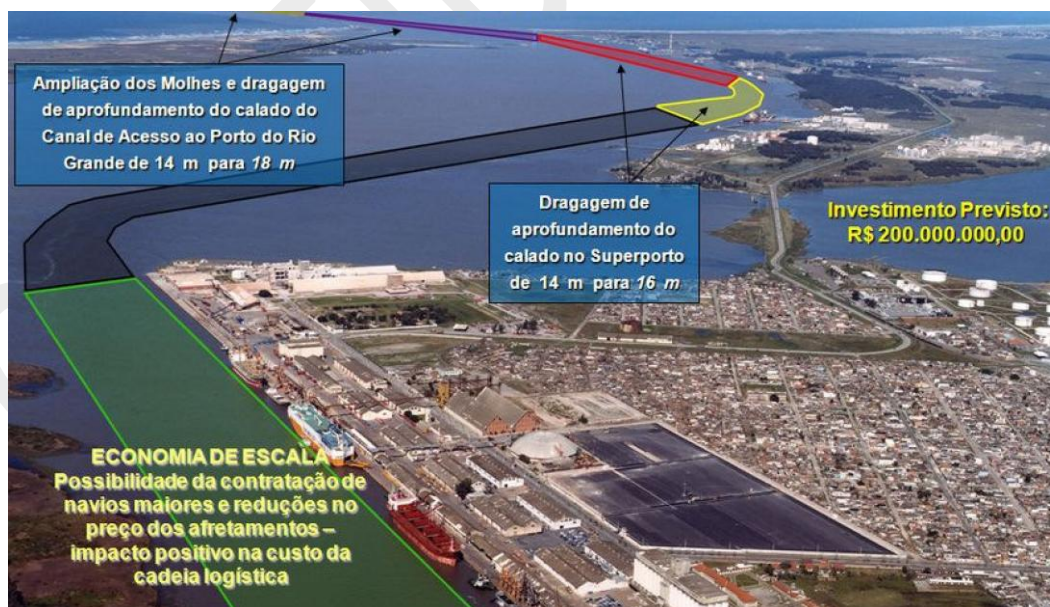 Ampliação dos Molhes e dragagem
de aprofundamento do calado do
Canal de Acesso ao Porto do Rio
Grande de 14 m para 18 m
Dragagem de
aprofundamento do
calado no Superporto
de 14 m para 16 m
Investimento Previsto:
R$ 200.000.000,00
ECONOMIA DE ESCALA
Possibilidade da contratação de
navios maiores e reduções no
preço dos afretamentos –
impacto positivo na custo da
cadeia logística